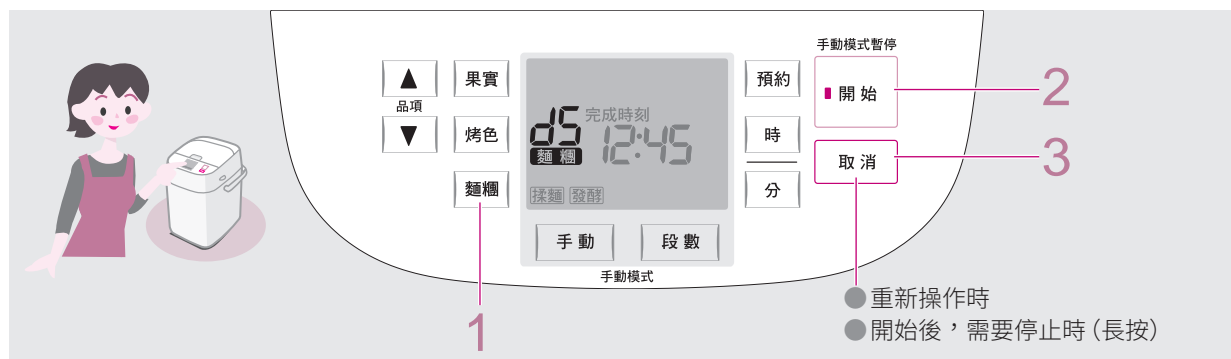 手動模式暫停
▲
果實
預約
開始
2
品項
完成時刻
d5
12:45
▼
烤色
時
麵糰
取消
3
麵糰
分
揉麵 發酵
手動
段數
手動模式
1
●重新操作時
●開始後，需要停止時（長按）